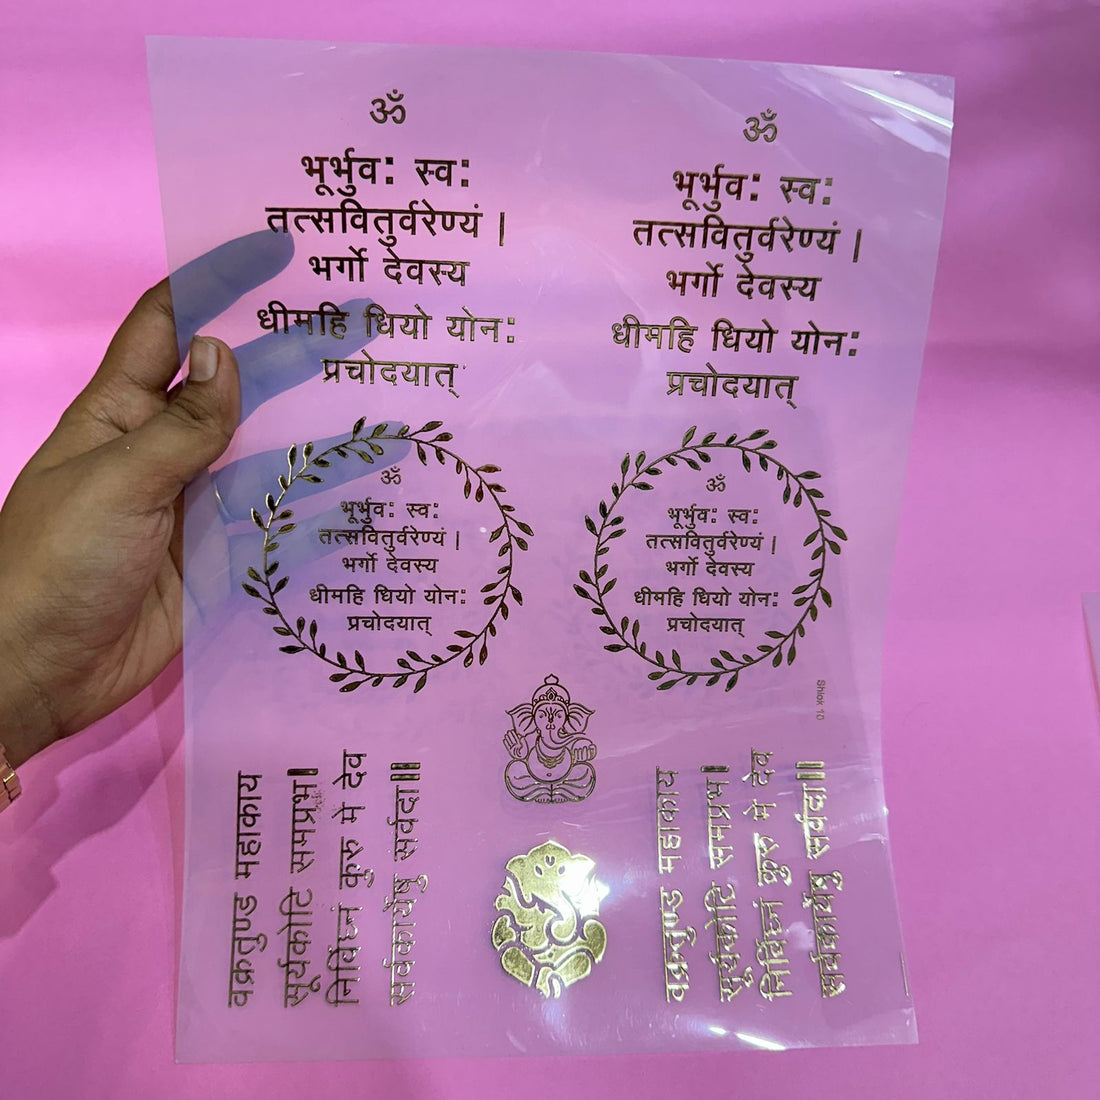 ॐ
भूर्भुव: स्व:
तत्सवितुर्वरेण्यं |
भर्गो देवस्य
धीमहि धियो योन:
प्रचोदयात्
ॐ
भूर्भुव: स्व:
तत्सवितुर्वरेण्यं |
भर्गो देवस्य
धीमहि धियो योन:
प्रचोदयात्
ॐ
भूर्भुव: स्व:
तत्सवितुर्वरेण्यं |
भर्गो देवस्य
धीमहि धियो योन:
प्रचोदयात्
ॐ
भूर्भुव: स्व:
तत्सवितुर्वरेण्यं |
भर्गो देवस्य
धीमहि धियो योन:
प्रचोदयात्
Shlok 10
वक्रतुण्ड महाकाय
सूर्यकोटि समप्रभ।
निर्विघ्नं कुरु मे देव
सर्वकार्येषु सर्वदा॥
वक्रतुण्ड महाकाय
सूर्यकोटि समप्रभ।
निर्विघ्नं कुरु मे देव
सर्वकार्येषु सर्वदा॥